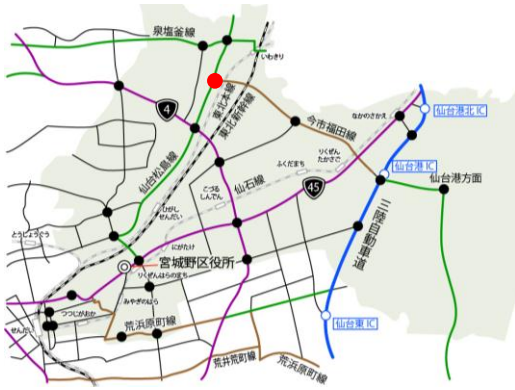 泉塩釜線
いわきり
4
東北本線
東北新幹線
仙台松島線
今市福田線
なかのさかえ
仙台港北IC
りくぜん
たかさご
ふくだまち
仙台港IC
仙台港方面
こづる
しんでん
仙石線
45
ひがし
せんだい
とうしょうぐう
にがたけ
三陸自動車道
宮城野区役所
りくぜんはらのまち
みやぎのはら
つつじがおか
せんだい
荒浜原町線
仙台東IC
荒井荒町線
荒浜原町線